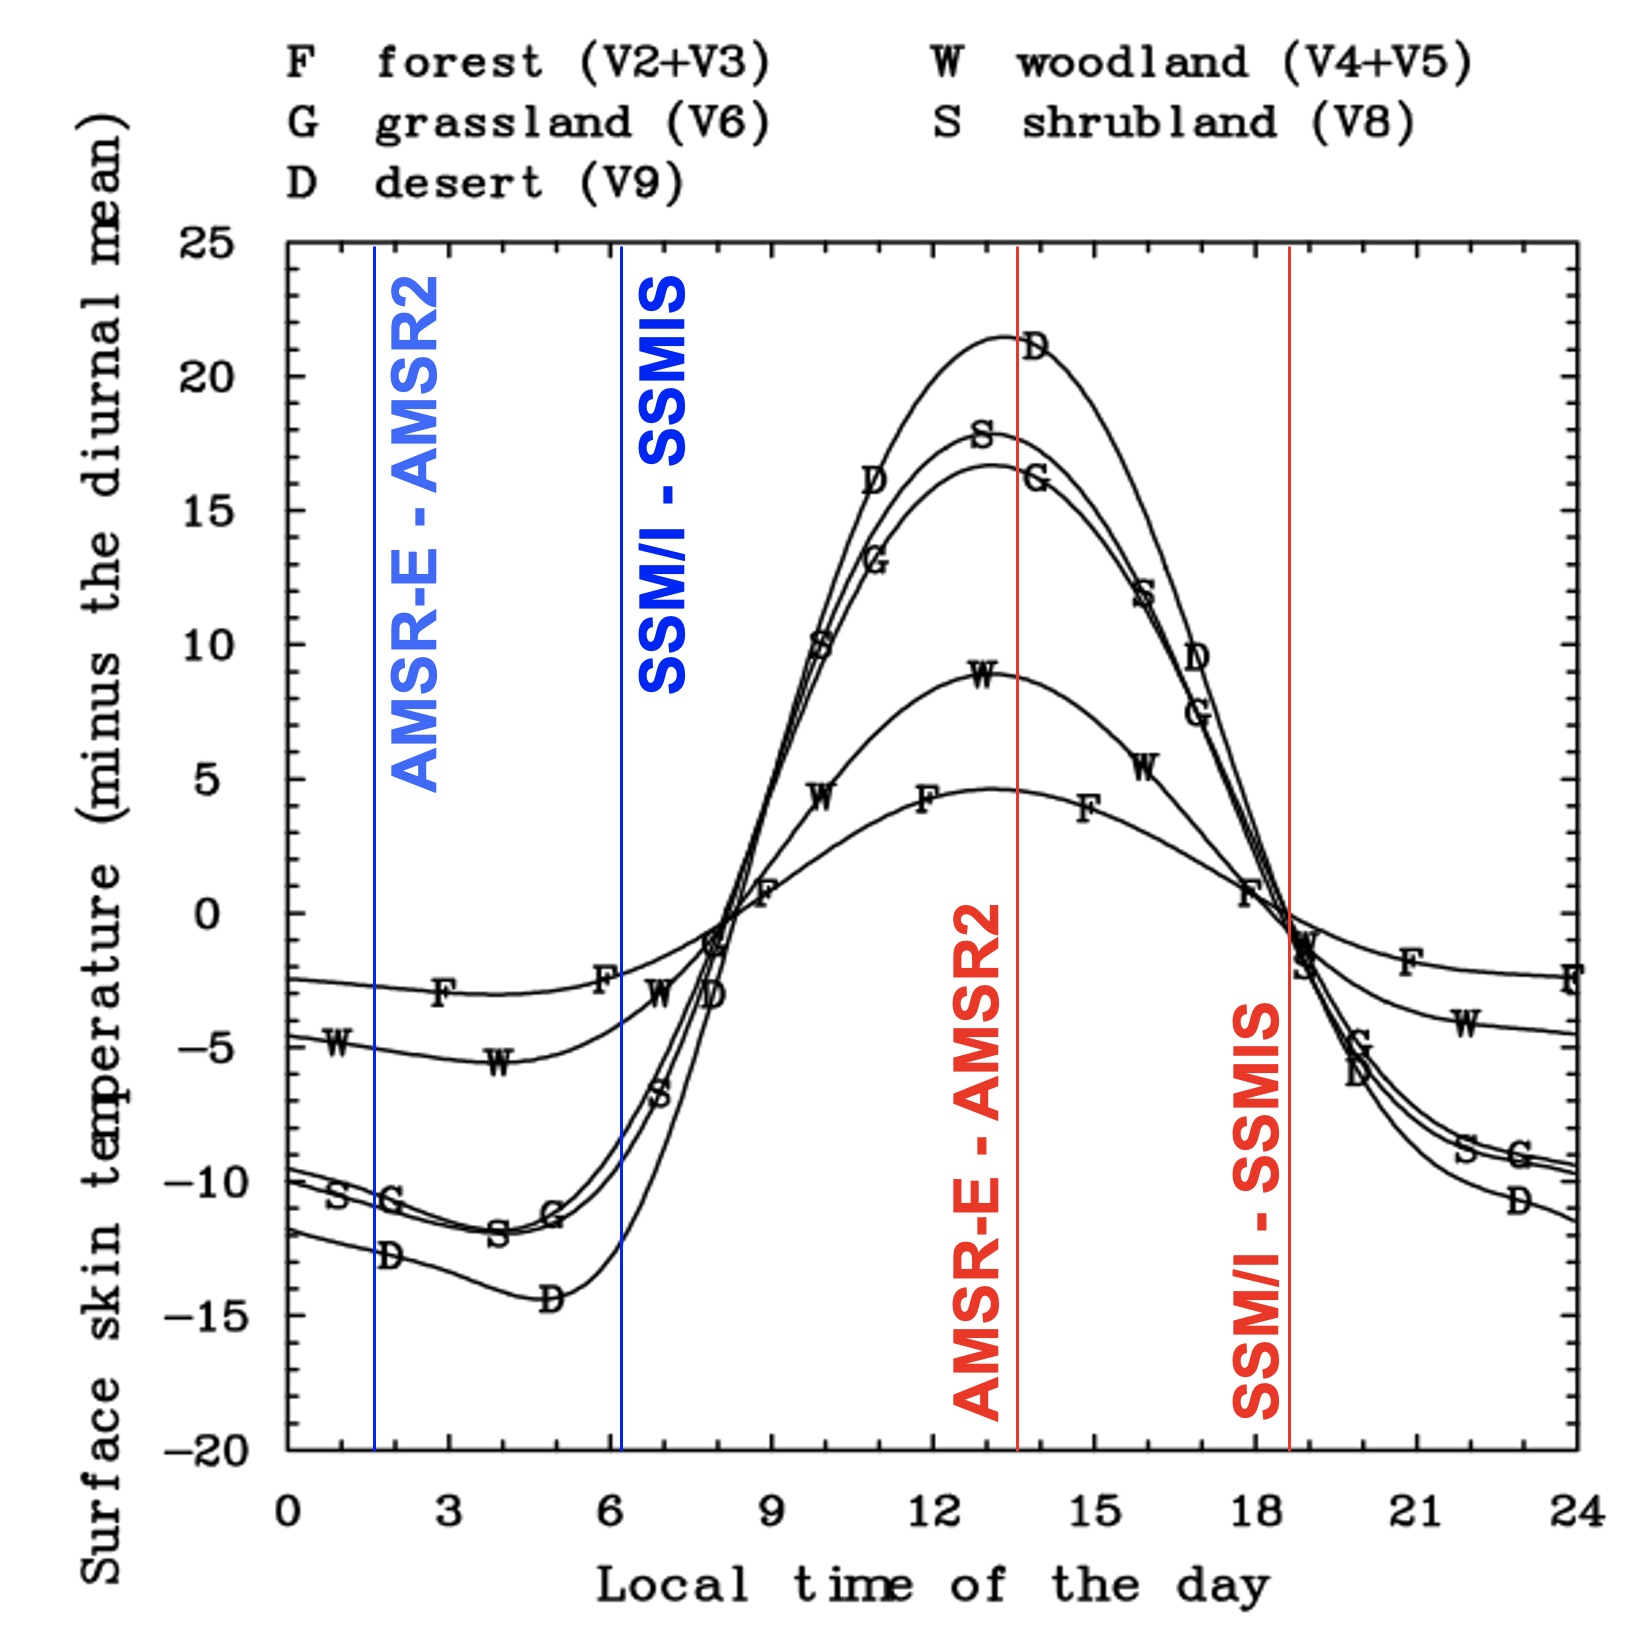 F forest (V2+V3) W woodland (V4+V5)
G grassland (V6) S shrubland (V8)
D desert (V9)
Surface skin temperature (minus the diurnal mean)
25
20
15
10
5
0
−5
−10
−15
−20
AMSR-E - AMSR2
SSM/I - SSMIS
AMSR-E - AMSR2
SSM/I - SSMIS
D
D
D
D
D
D
D
D
S
S
S
S
S
S
S
S
G
G
G
G
G
G
G
G
W
W
W
W
W
W
W
W
F
F
F
F
F
F
F
F
0 3 6 9 12 15 18 21 24
Local time of the day